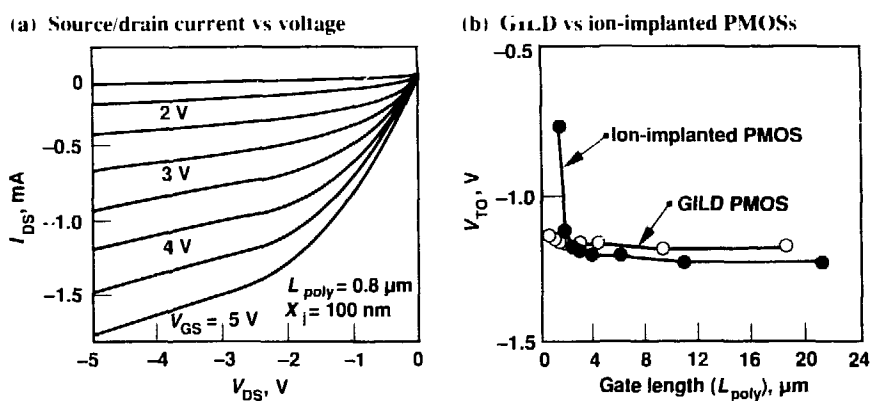 (a) Source/drain current vs voltage
0
−0.5
−1.0
−1.5
I_DS, mA
2 V
3 V
4 V
V_GS = 5 V
L_poly = 0.8 μm
X_j = 100 nm
−5 −4 −3 −2 −1 0
V_DS, V
(b) GILD vs ion-implanted PMOSs
−0.5
−1.0
−1.5
V_TO, V
Ion-implanted PMOS
GILD PMOS
0 4 8 12 16 20 24
Gate length (L_poly), μm